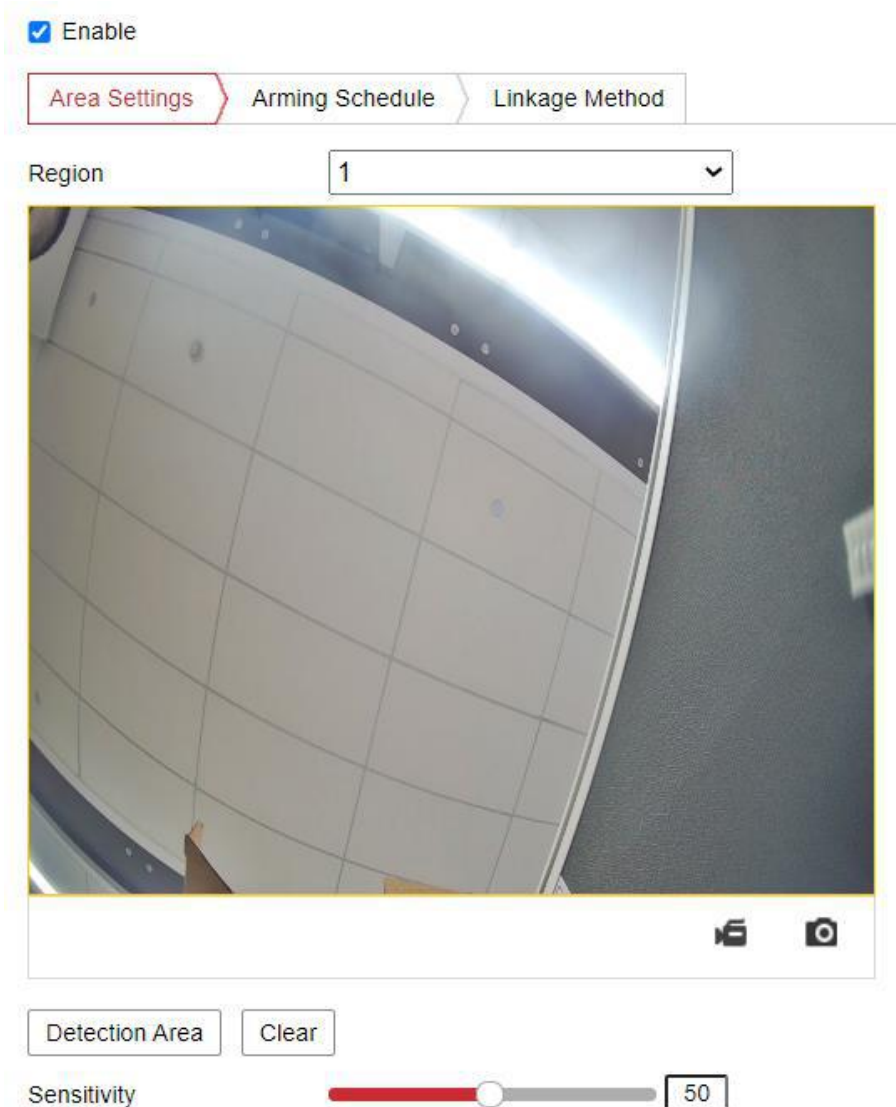 Enable
Area Settings Arming Schedule Linkage Method
Region 1
Detection Area Clear
Sensitivity 50